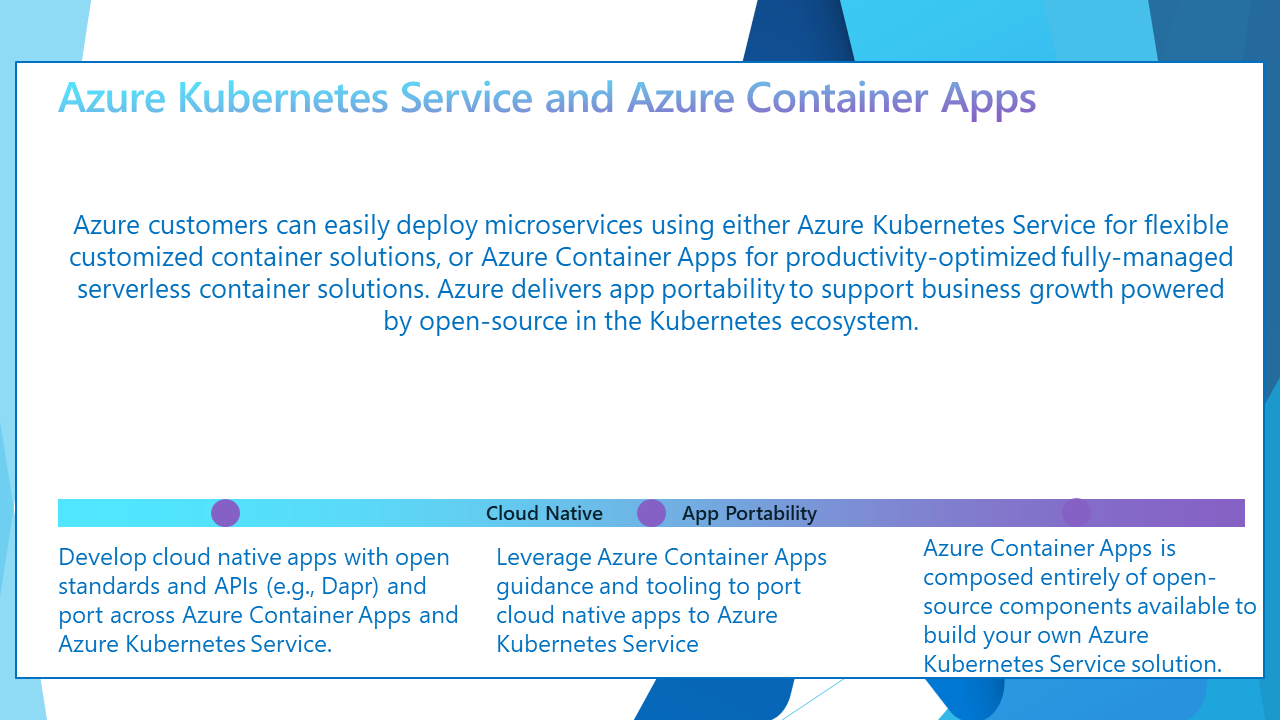 Azure Kubernetes Service and Azure Container Apps
Azure customers can easily deploy microservices using either Azure Kubernetes Service for flexible
customized container solutions, or Azure Container Apps for productivity-optimized fully-managed
serverless container solutions. Azure delivers app portability to support business growth powered
by open-source in the Kubernetes ecosystem.
Cloud Native
App Portability
Develop cloud native apps with open
standards and APIs (e.g., Dapr) and
port across Azure Container Apps and
Azure Kubernetes Service.
Leverage Azure Container Apps
guidance and tooling to port
cloud native apps to Azure
Kubernetes Service
Azure Container Apps is
composed entirely of open-
source components available to
build your own Azure
Kubernetes Service solution.